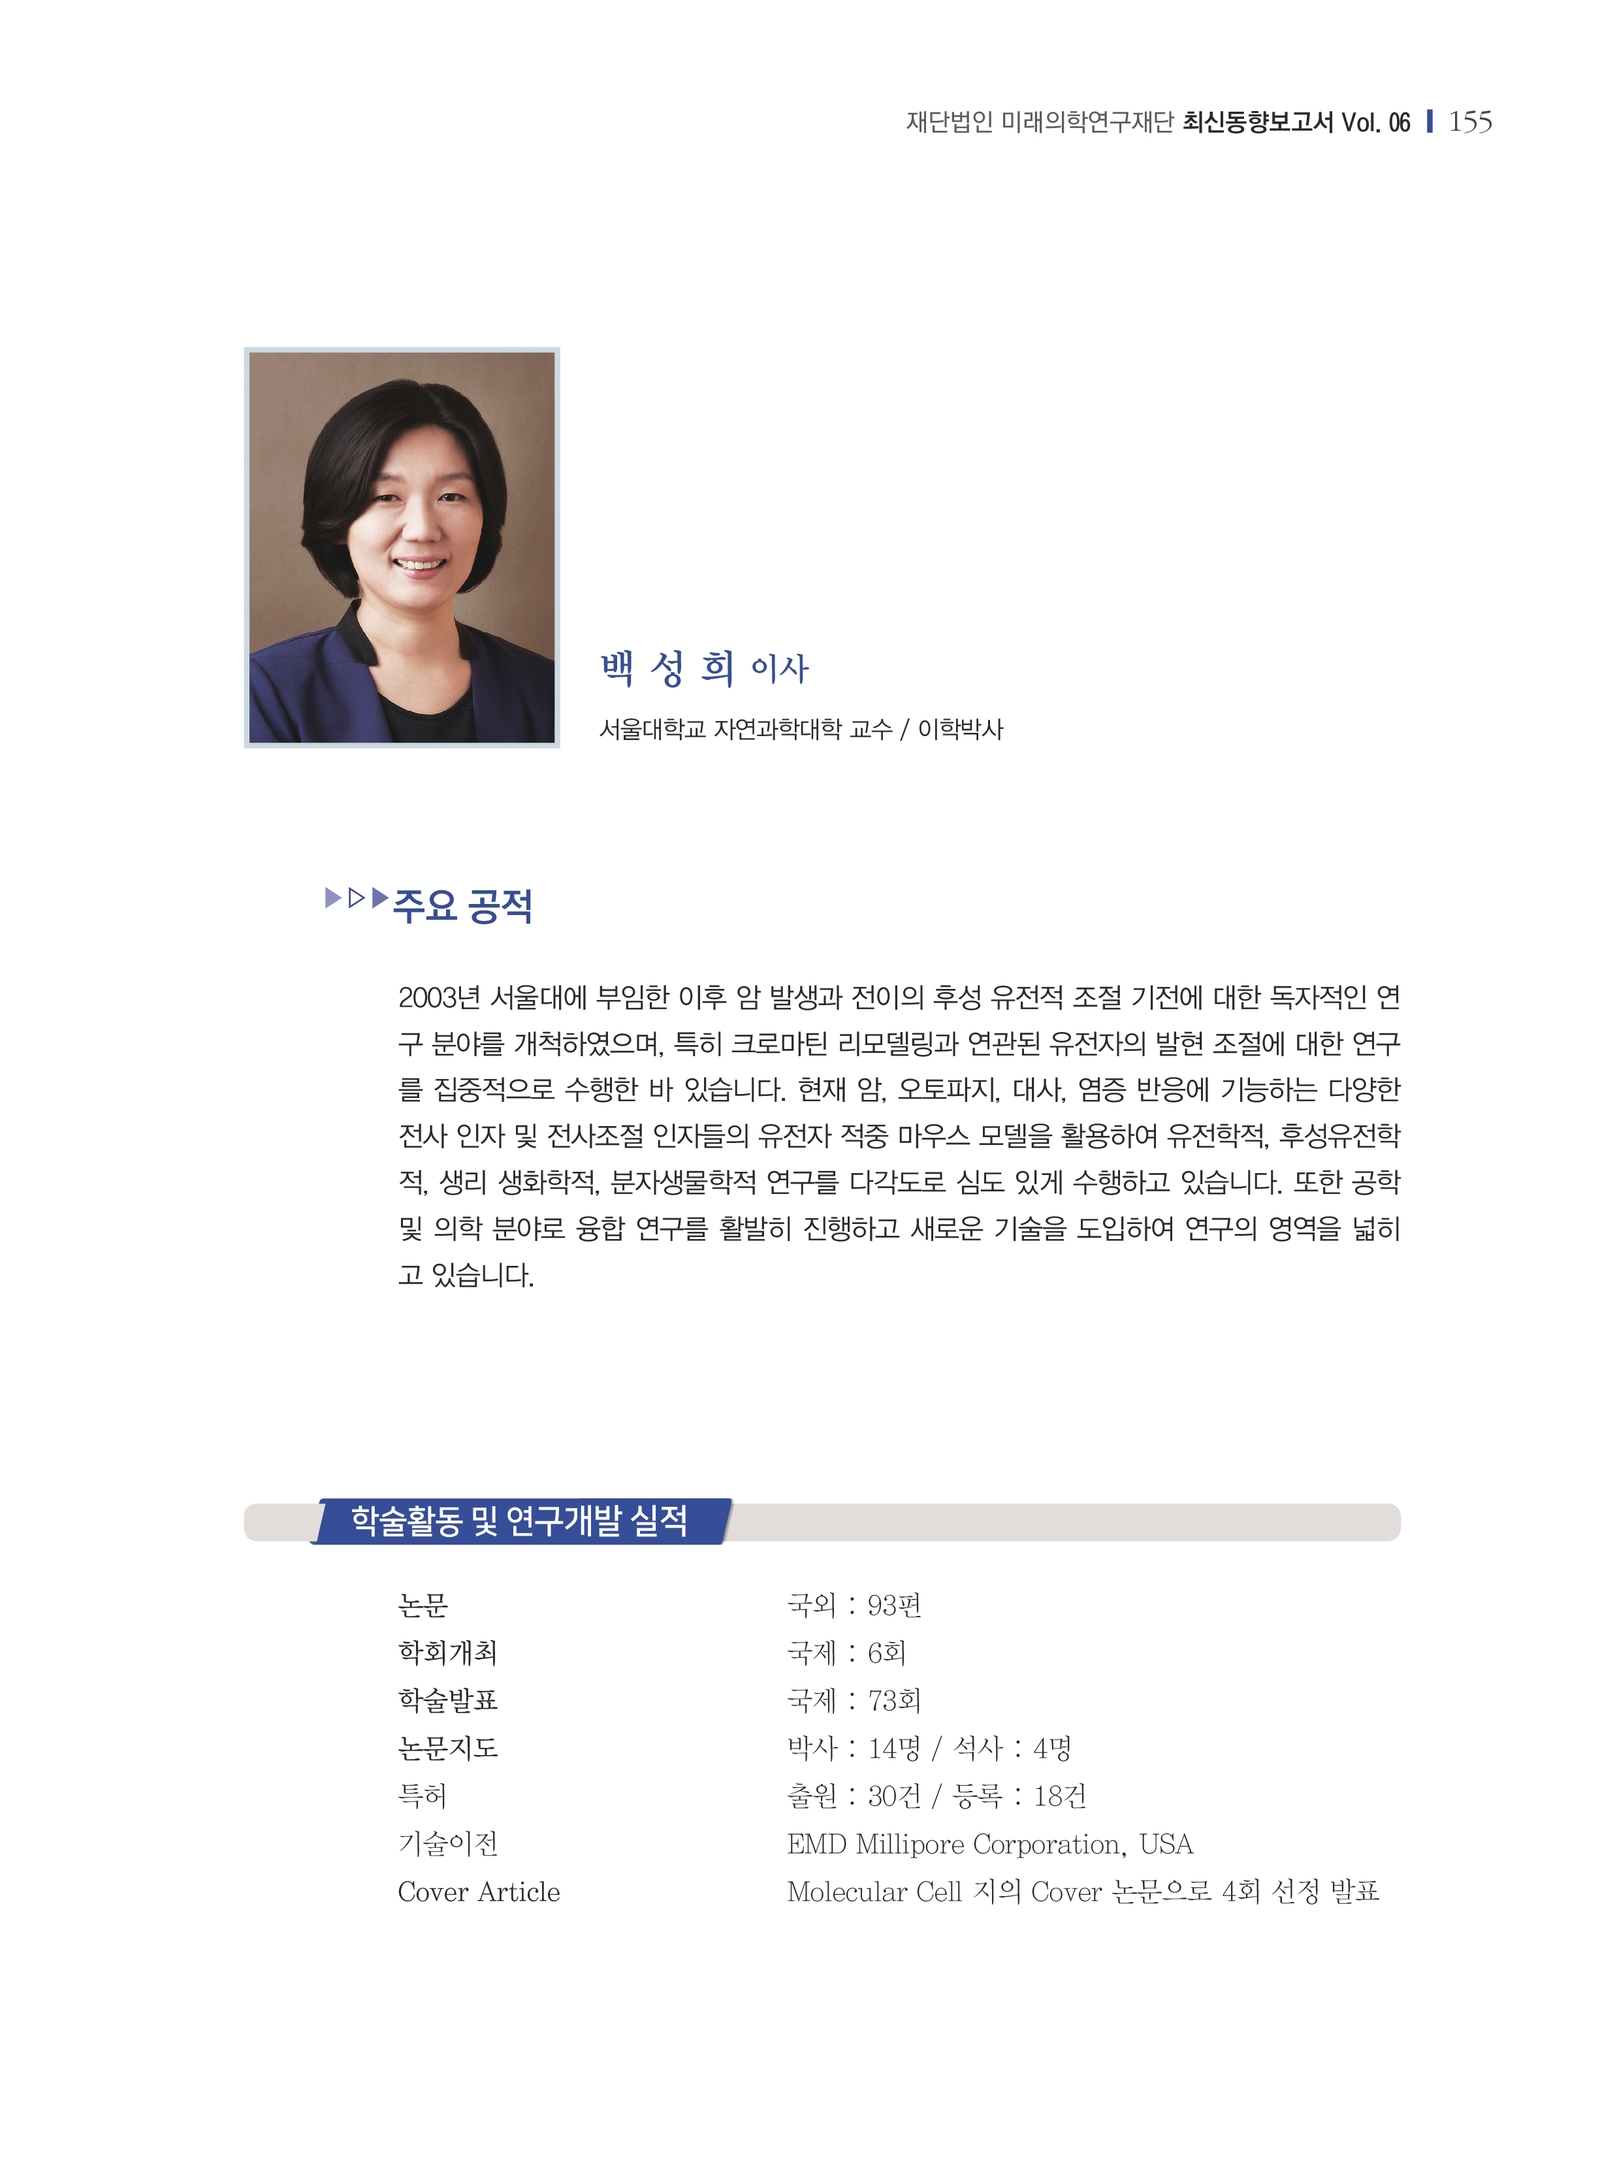 재단법인 미래의학연구재단 최신동향보고서 Vol. 06 155
백 성 희 이사
서울대학교 자연과학대학 교수 / 이학박사
주요 공적
2003년 서울대에 부임한 이후 암 발생과 전이의 후성 유전적 조절 기전에 대한 독자적인 연
구 분야를 개척하였으며, 특히 크로마틴 리모델링과 연관된 유전자의 발현 조절에 대한 연구
를 집중적으로 수행한 바 있습니다. 현재 암, 오토파지, 대사, 염증 반응에 기능하는 다양한
전사 인자 및 전사조절 인자들의 유전자 적중 마우스 모델을 활용하여 유전학적, 후성유전학
적, 생리 생화학적, 분자생물학적 연구를 다각도로 심도 있게 수행하고 있습니다. 또한 공학
및 의학 분야로 융합 연구를 활발히 진행하고 새로운 기술을 도입하여 연구의 영역을 넓히
고 있습니다.
학술활동 및 연구개발 실적
논문 국외 : 93편
학회개최 국제 : 6회
학술발표 국제 : 73회
논문지도 박사 : 14명 / 석사 : 4명
특허 출원 : 30건 / 등록 : 18건
기술이전 EMD Millipore Corporation, USA
Cover Article Molecular Cell 지의 Cover 논문으로 4회 선정 발표